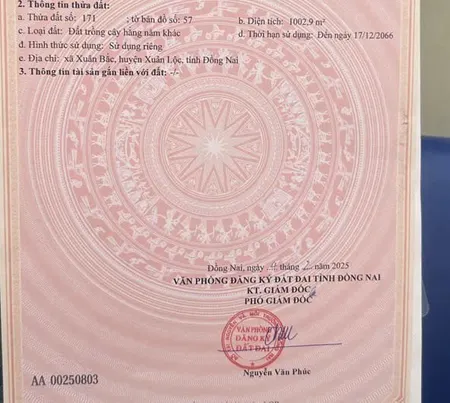 2. Thông tin thửa đất:
a. Thửa đất số: 171 ; tờ bản đồ số: 57 b. Diện tích: 1002.9 m²
c. Loại đất: Đất trồng cây hằng năm khác d. Thời hạn sử dụng: Đến ngày 17/12/2066
đ. Hình thức sử dụng: Sử dụng riêng
e. Địa chỉ: xã Xuân Bắc, huyện Xuân Lộc, tỉnh Đồng Nai
3. Thông tin tài sản gắn liền với đất: -/-
Đồng Nai, ngày tháng 2 năm 2025
VĂN PHÒNG ĐĂNG KÝ ĐẤT ĐAI TỈNH ĐỒNG NAI
KT. GIÁM ĐỐC
PHÓ GIÁM ĐỐC
VĂN PHÒNG
ĐĂNG KÝ
ĐẤT ĐAI
Nguyễn Văn Phúc
AA 00250803